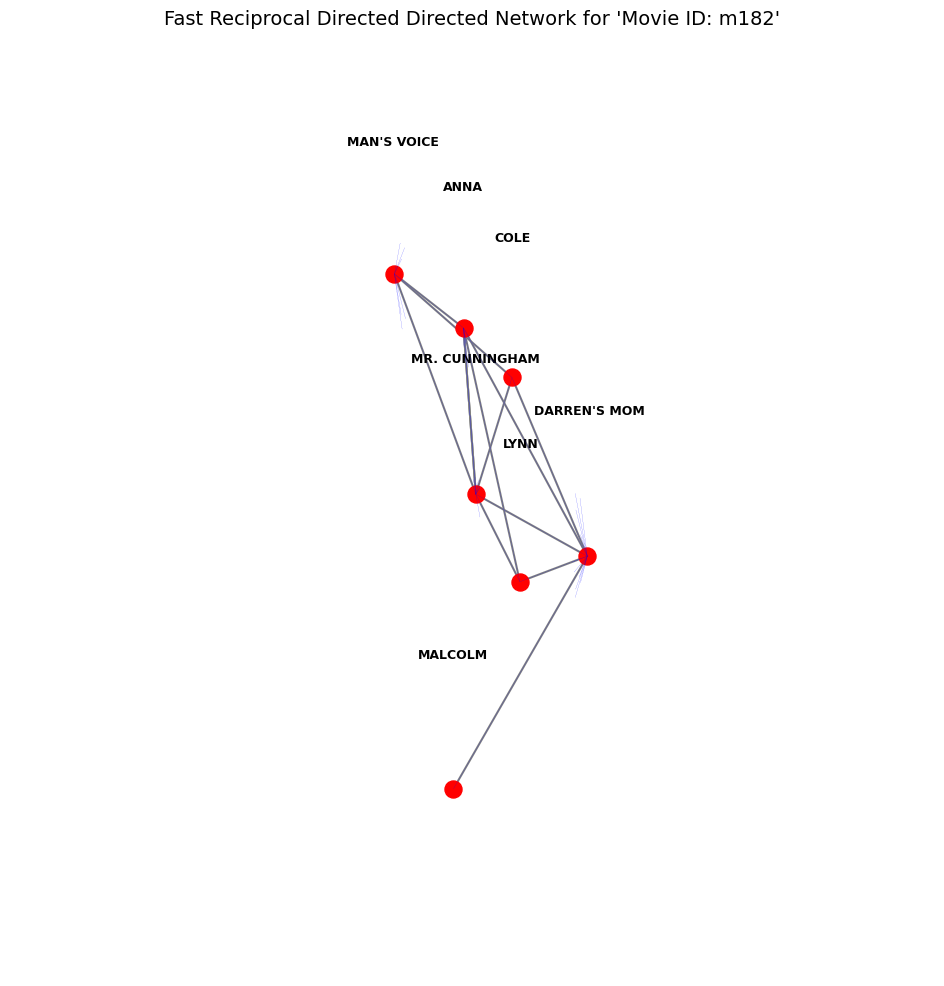 Fast Reciprocal Directed Directed Network for 'Movie ID: m182'
MAN'S VOICE
ANNA
COLE
MR. CUNNINGHAM
DARREN'S MOM
LYNN
MALCOLM